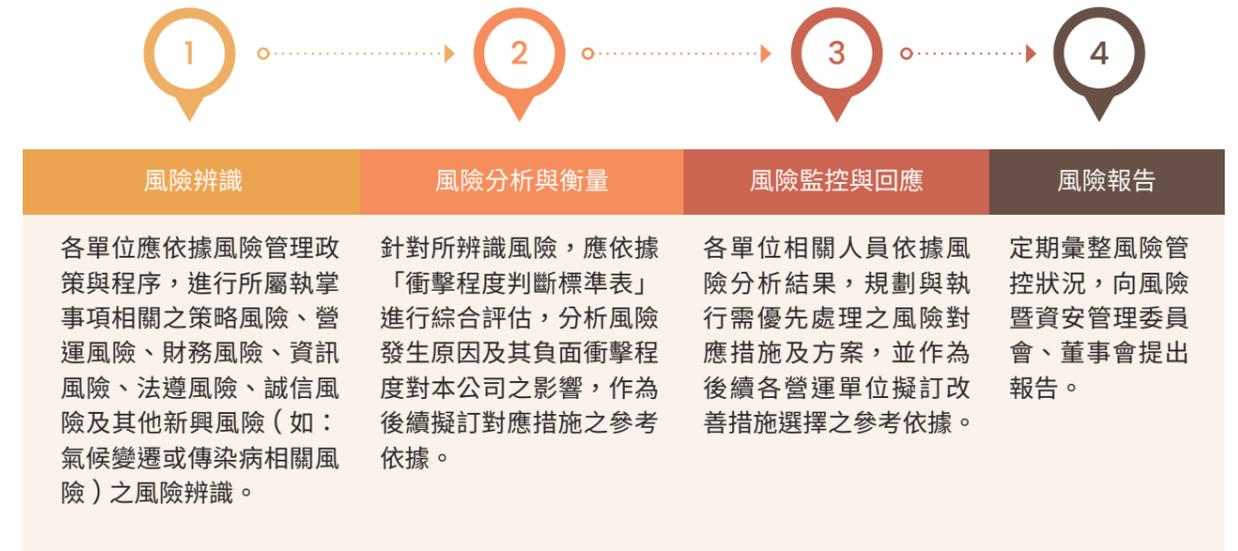 1
2
3
4
風險辨識
各單位應依據風險管理政
策與程序，進行所屬執掌
事項相關之策略風險、營
運風險、財務風險、資訊
風險、法遵風險、誠信風
險及其他新興風險（如：
氣候變遷或傳染病相關風
險）之風險辨識。
風險分析與衡量
針對所辨識風險，應依據
「衝擊程度判斷標準表」
進行綜合評估，分析風險
發生原因及其負面衝擊程
度對本公司之影響，作為
後續擬訂對應措施之參考
依據。
風險監控與回應
各單位相關人員依據風
險分析結果，規劃與執
行需優先處理之風險對
應措施及方案，並作為
後續各營運單位擬訂改
善措施選擇之參考依據。
風險報告
定期彙整風險管
控狀況，向風險
暨資安管理委員
會、董事會提出
報告。